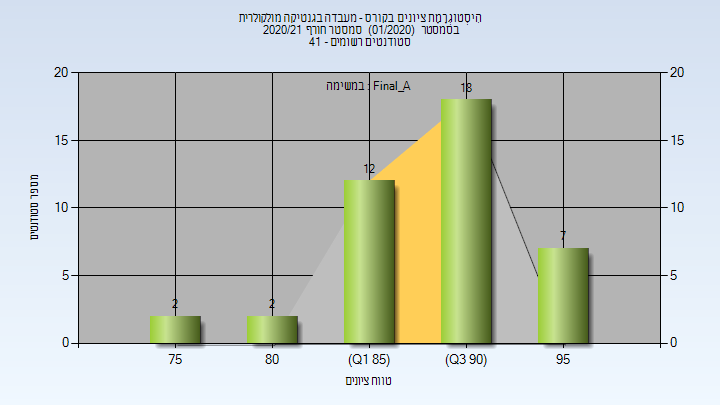 הִיסְטוֹגְרַמַת ציונים בקורס - מעבדה בגנטיקה מולקולרית
בסמסטר (01/2020) סמסטר חורף 2020/21
סטודנטים רשומים - 41
במשימה : Final_A
מספר סטודנטים
20
15
10
5
0
20
15
10
5
0
2
2
12
18
7
75
80
(Q1 85)
(Q3 90)
95
טווח ציונים